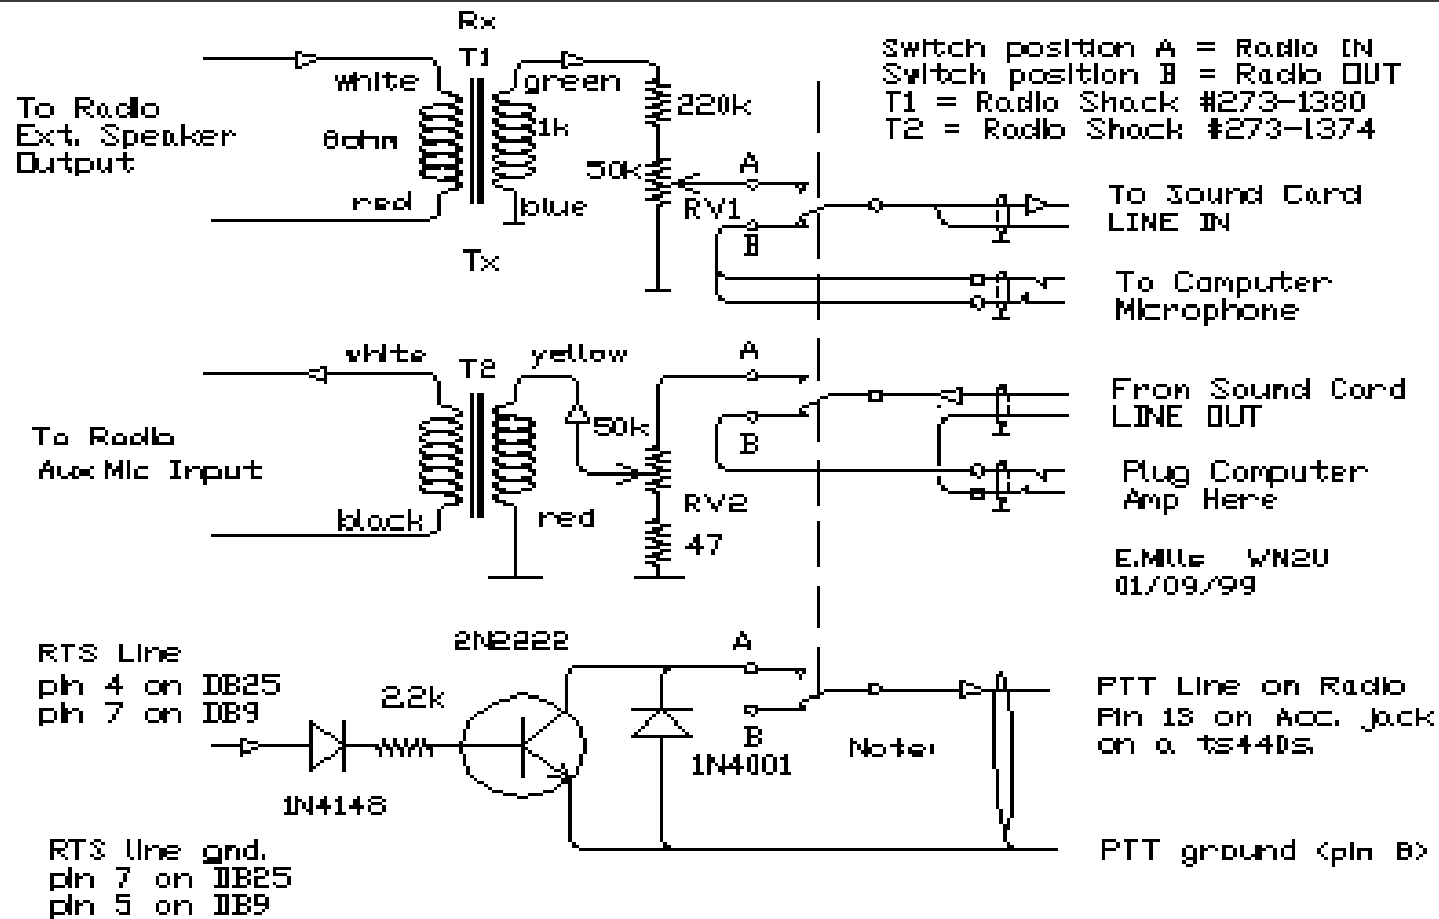 Rx
Switch position A = Radio IN
Switch position B = Radio OUT
T1 = Radio Shack #273-1380
T2 = Radio Shack #273-1374
T1
white
green
To Radio
Ext. Speaker
Output
8ohm
1k
220k
50k
A
red
blue
RV1
B
To Sound Card
LINE IN
Tx
To Computer
Microphone
white
T2
yellow
A
50k
B
From Sound Card
LINE OUT
To Radio
Aux Mic Input
Plug Computer
Amp Here
black
red
RV2
47
WN2U
01/09/99
2N2222
A
RTS Line
pin 4 on DB25
pin 7 on DB9
2.2k
PTT Line on Radio
Pin 13 on Acc. jack
on a ts440s.
B
1N4001
Note:
1N4148
RTS line gnd.
pin 7 on DB25
pin 5 on DB9
PTT ground (pin 8)